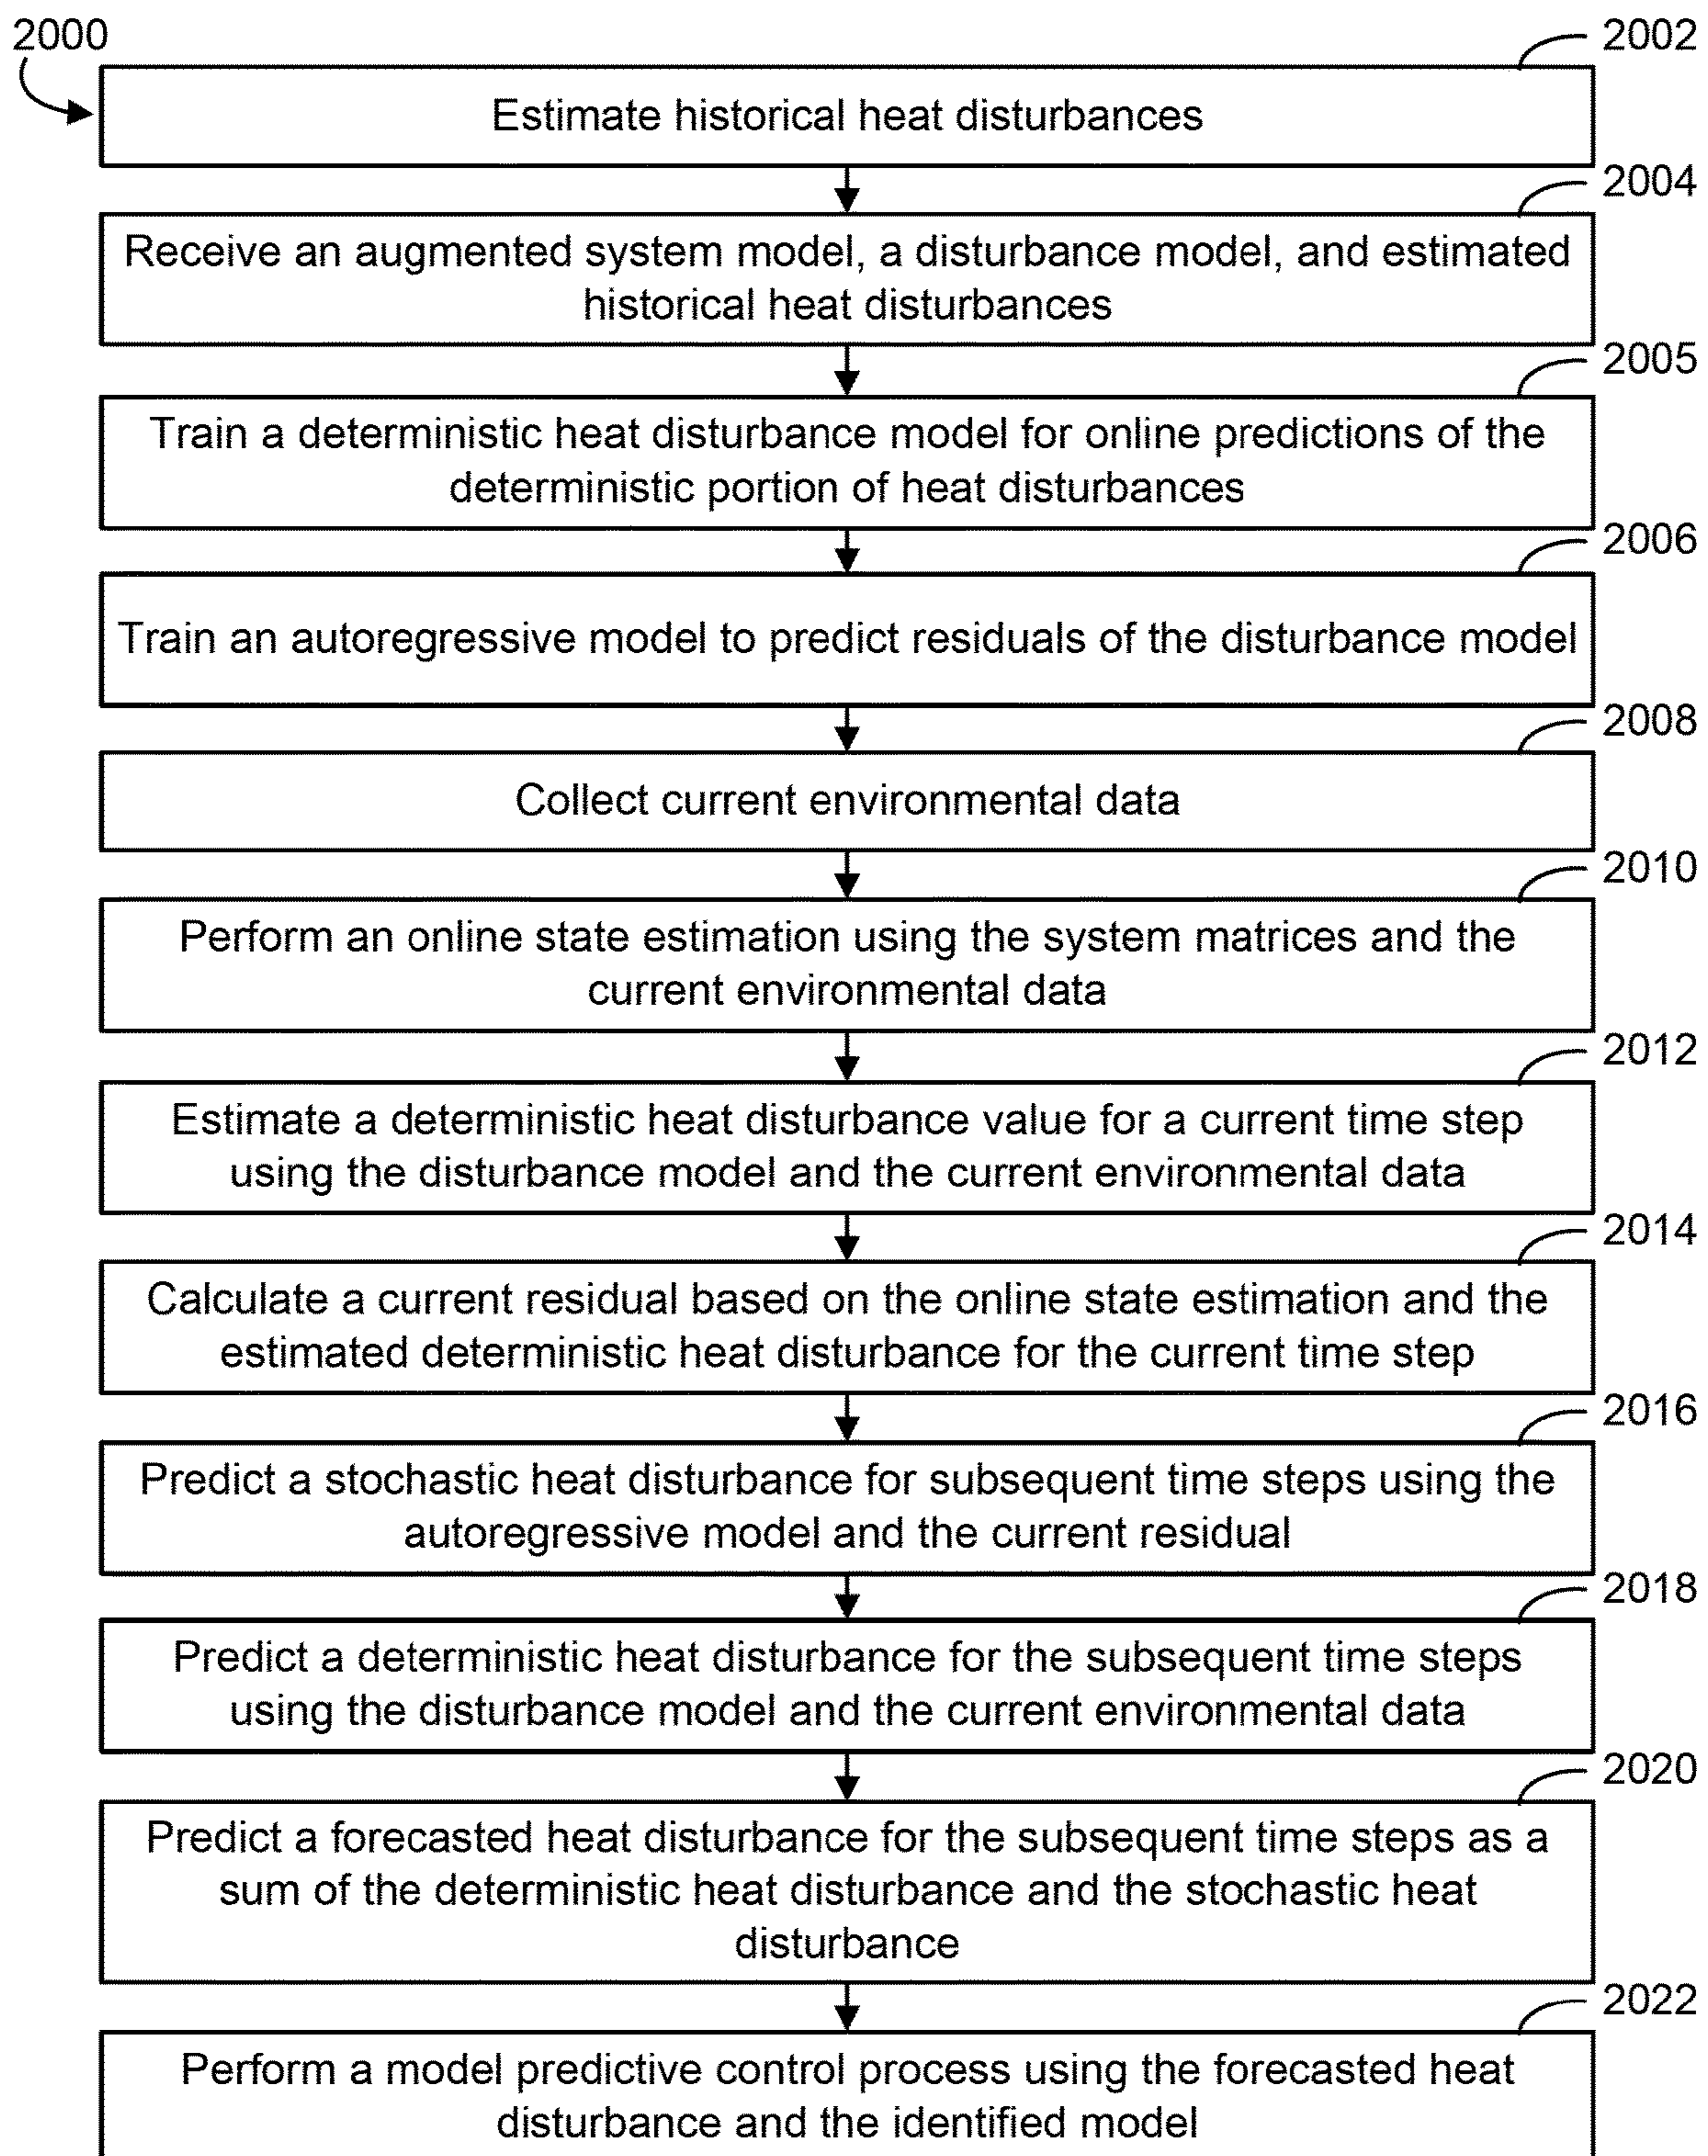 2000
2002
Estimate historical heat disturbances
2004
Receive an augmented system model, a disturbance model, and estimated
historical heat disturbances
2005
Train a deterministic heat disturbance model for online predictions of the
deterministic portion of heat disturbances
2006
Train an autoregressive model to predict residuals of the disturbance model
2008
Collect current environmental data
2010
Perform an online state estimation using the system matrices and the
current environmental data
2012
Estimate a deterministic heat disturbance value for a current time step
using the disturbance model and the current environmental data
2014
Calculate a current residual based on the online state estimation and the
estimated deterministic heat disturbance for the current time step
2016
Predict a stochastic heat disturbance for subsequent time steps using the
autoregressive model and the current residual
2018
Predict a deterministic heat disturbance for the subsequent time steps
using the disturbance model and the current environmental data
2020
Predict a forecasted heat disturbance for the subsequent time steps as a
sum of the deterministic heat disturbance and the stochastic heat
disturbance
2022
Perform a model predictive control process using the forecasted heat
disturbance and the identified model